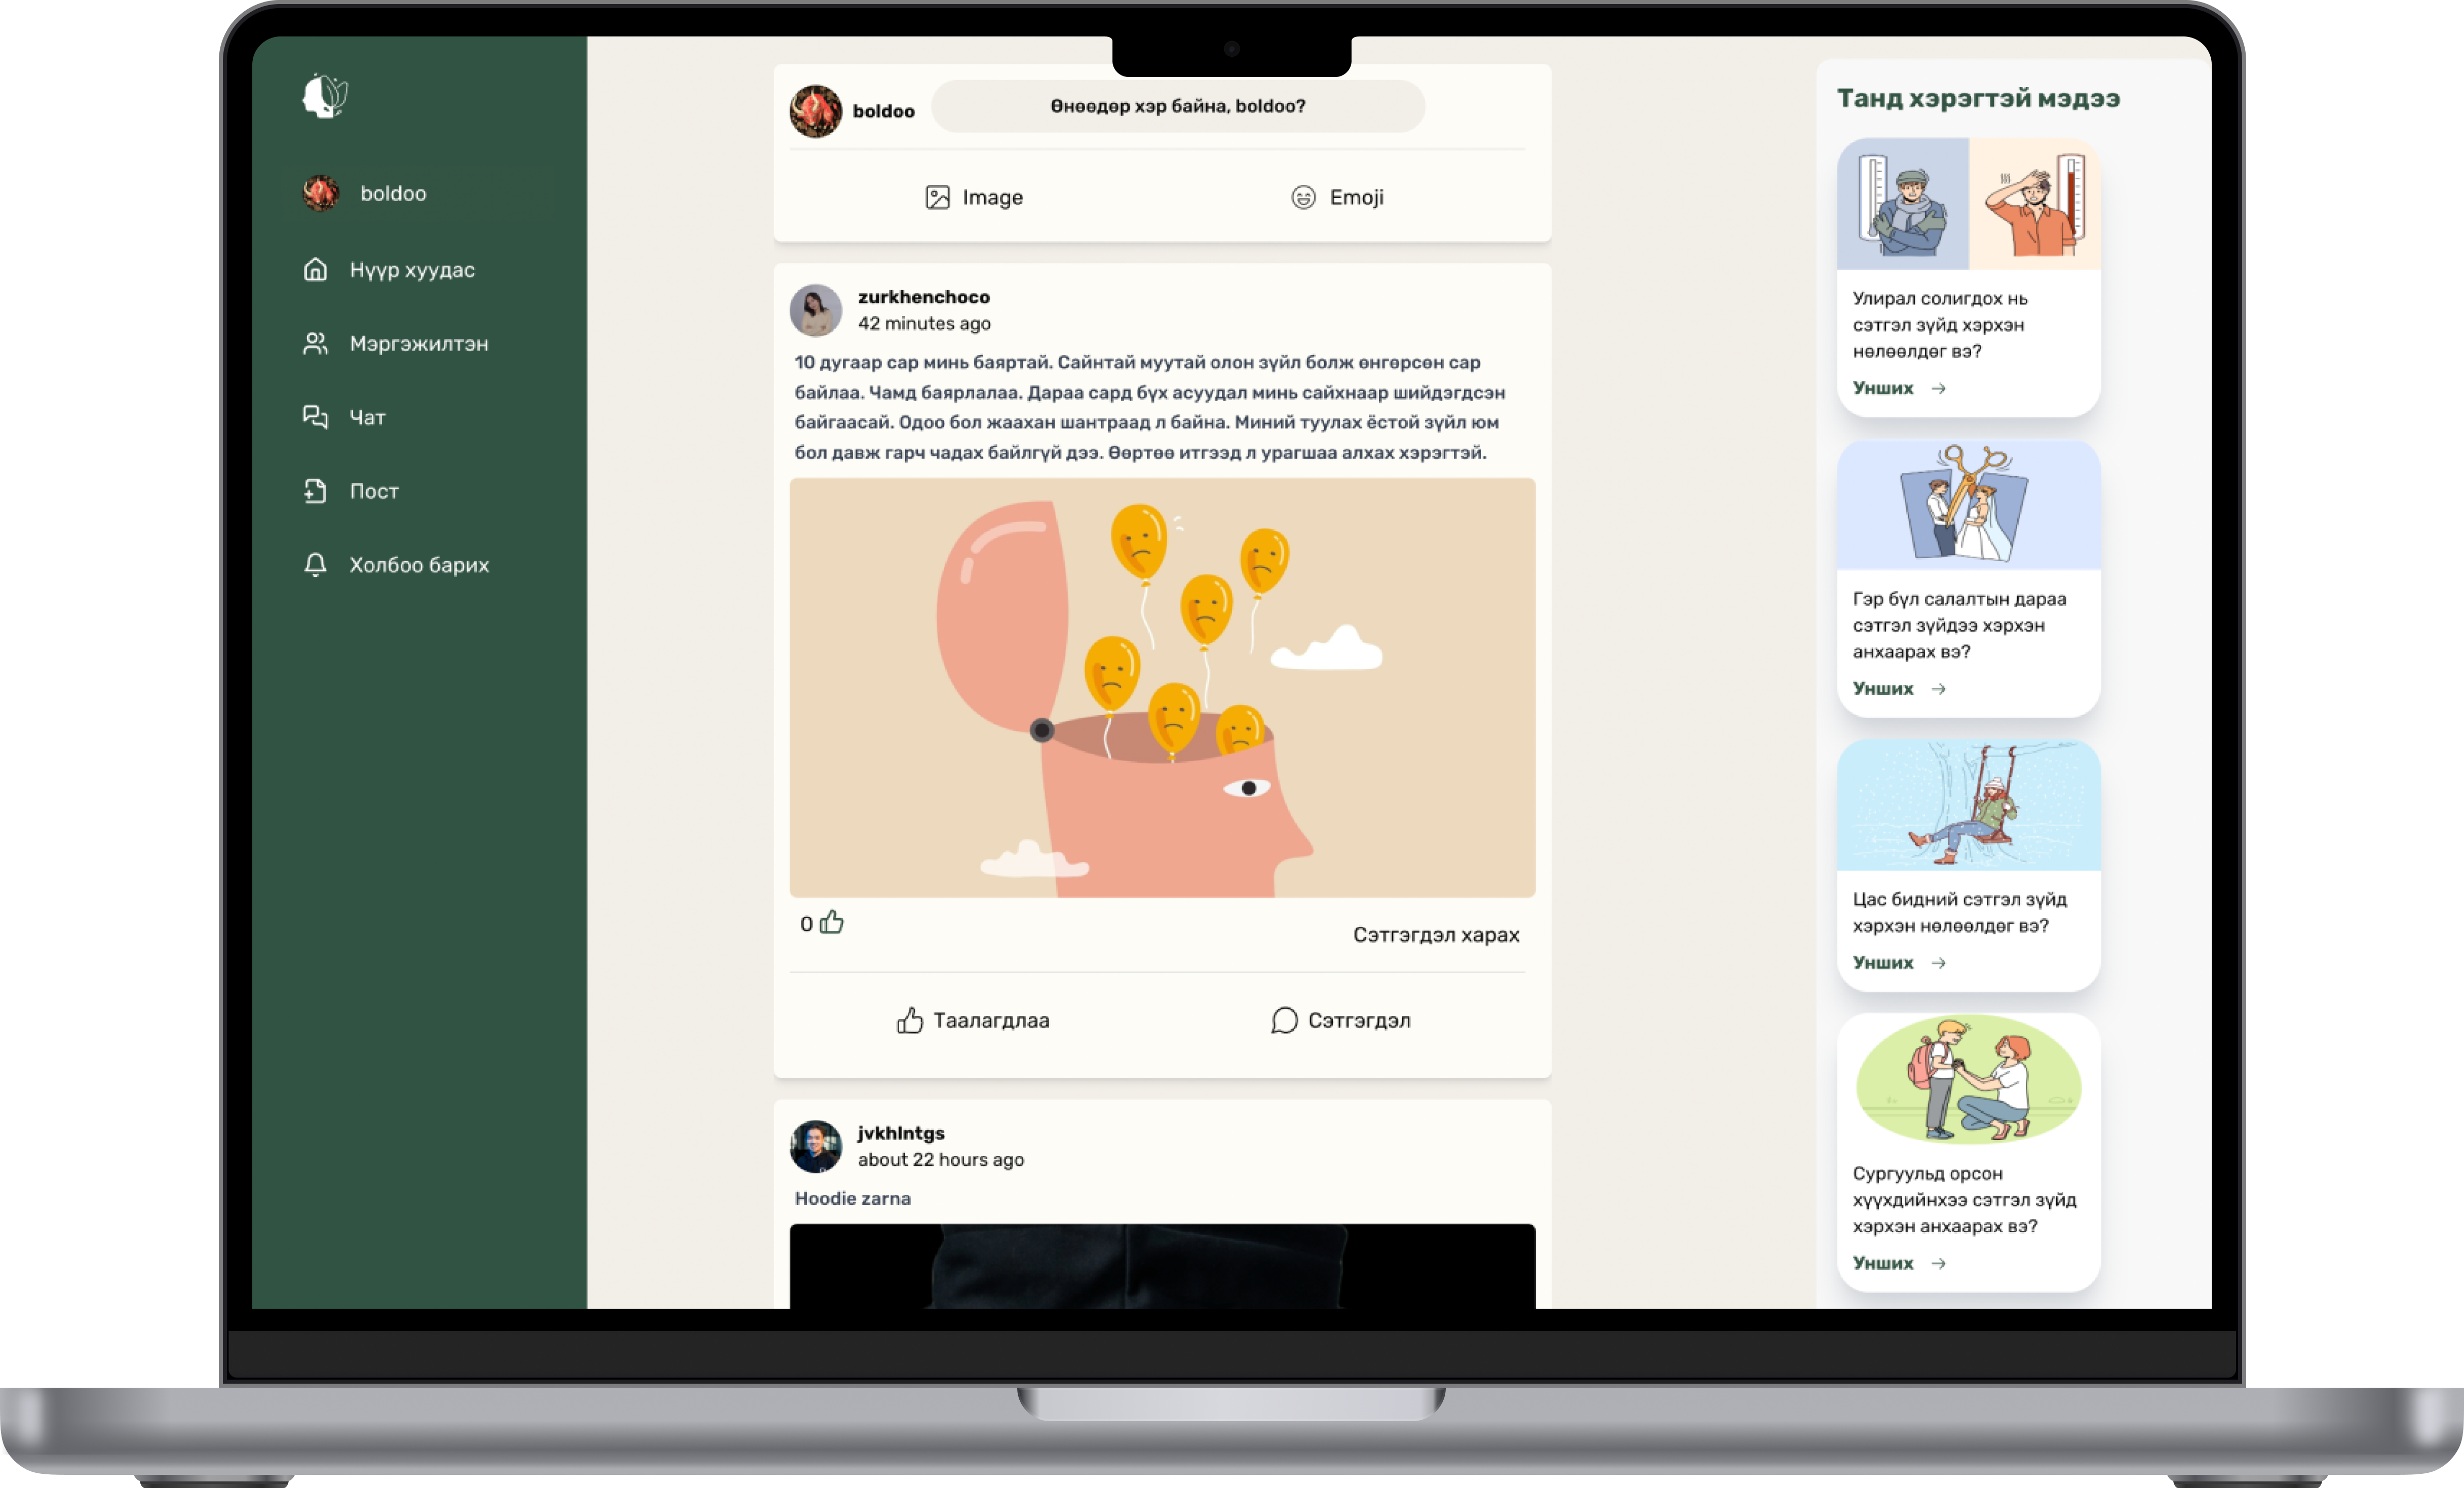 boldoo
Нүүр хуудас
Мэргэжилтэн
Чат
Пост
Холбоо барих
boldoo
Өнөөдөр хэр байна, boldoo?
Image
Emoji
zurkhenchoco
42 minutes ago
10 дугаар сар минь баяртай. Сайнтай муутай олон зүйл болж өнгөрсөн сар
байлаа. Чамд баярлалаа. Дараа сард бүх асуудал минь сайхнаар шийдэгдсэн
байгаасай. Одоо бол жаахан шантраад л байна. Миний туулах ёстой зүйл юм
бол давж гарч чадах байлгүй дээ. Өөртөө итгээд л урагшаа алхах хэрэгтэй.
0
Сэтгэгдэл харах
Таалагдлаа
Сэтгэгдэл
jvkhlntgs
about 22 hours ago
Hoodie zarna
Танд хэрэгтэй мэдээ
Улирал солигдох нь
сэтгэл зүйд хэрхэн
нөлөөлдөг вэ?
Унших →
Гэр бүл салалтын дараа
сэтгэл зүйдээ хэрхэн
анхаарах вэ?
Унших →
Цас бидний сэтгэл зүйд
хэрхэн нөлөөлдөг вэ?
Унших →
Сургуульд орсон
хүүхдийнхээ сэтгэл зүйд
хэрхэн анхаарах вэ?
Унших →